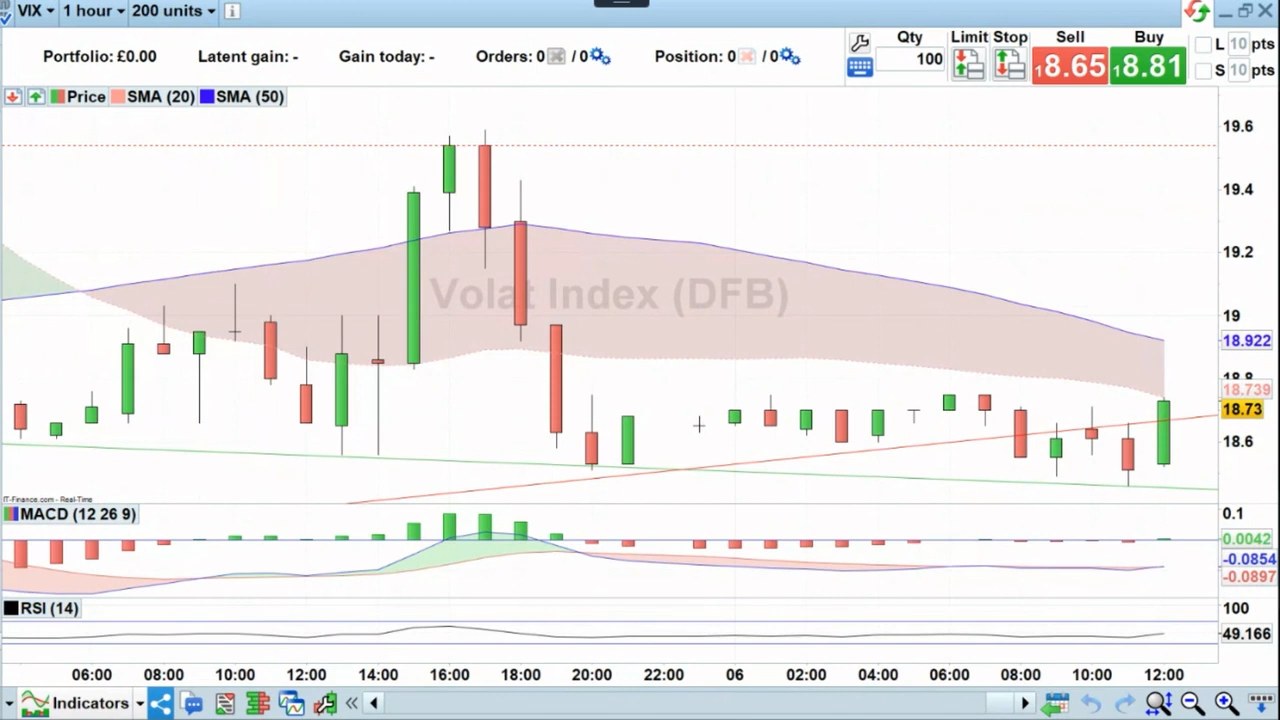 VIX 1 hour 200 units i
Portfolio: £0.00 Latent gain: - Gain today: - Orders: 0 / 0 Position: 0 / 0
Qty Limit Stop Sell Buy
100 18.65 18.81
L 10 pts
S 10 pts
Price SMA (20) SMA (50)
19.6
19.4
19.2
Volat Index (DFB)
19
18.922
18.8
18.739
18.73
18.6
IT-Finance.com - Real-Time
MACD (12 26 9)
0.1
0.0042
-0.0854
-0.0897
RSI (14)
100
49.166
06:00 08:00 10:00 12:00 14:00 16:00 18:00 20:00 22:00 06 02:00 04:00 06:00 08:00 10:00 12:00
Indicators